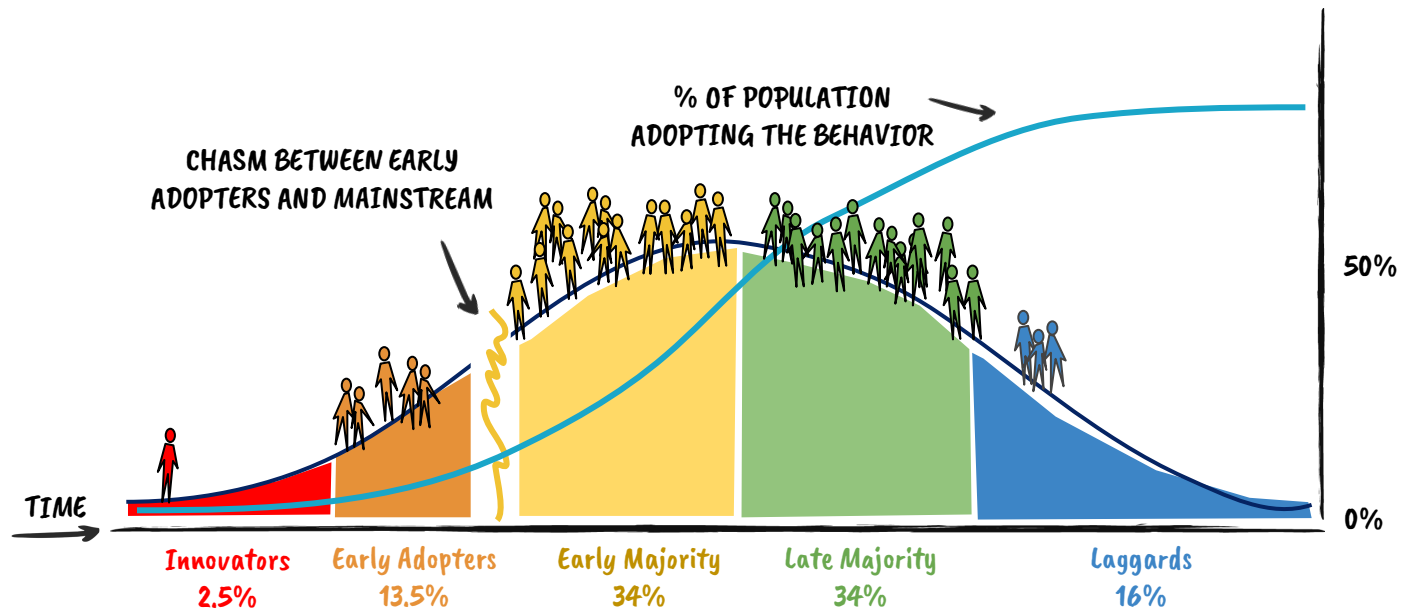 % OF POPULATION
ADOPTING THE BEHAVIOR
CHASM BETWEEN EARLY
ADOPTERS AND MAINSTREAM
50%
TIME
0%
Innovators
2.5%
Early Adopters
13.5%
Early Majority
34%
Late Majority
34%
Laggards
16%